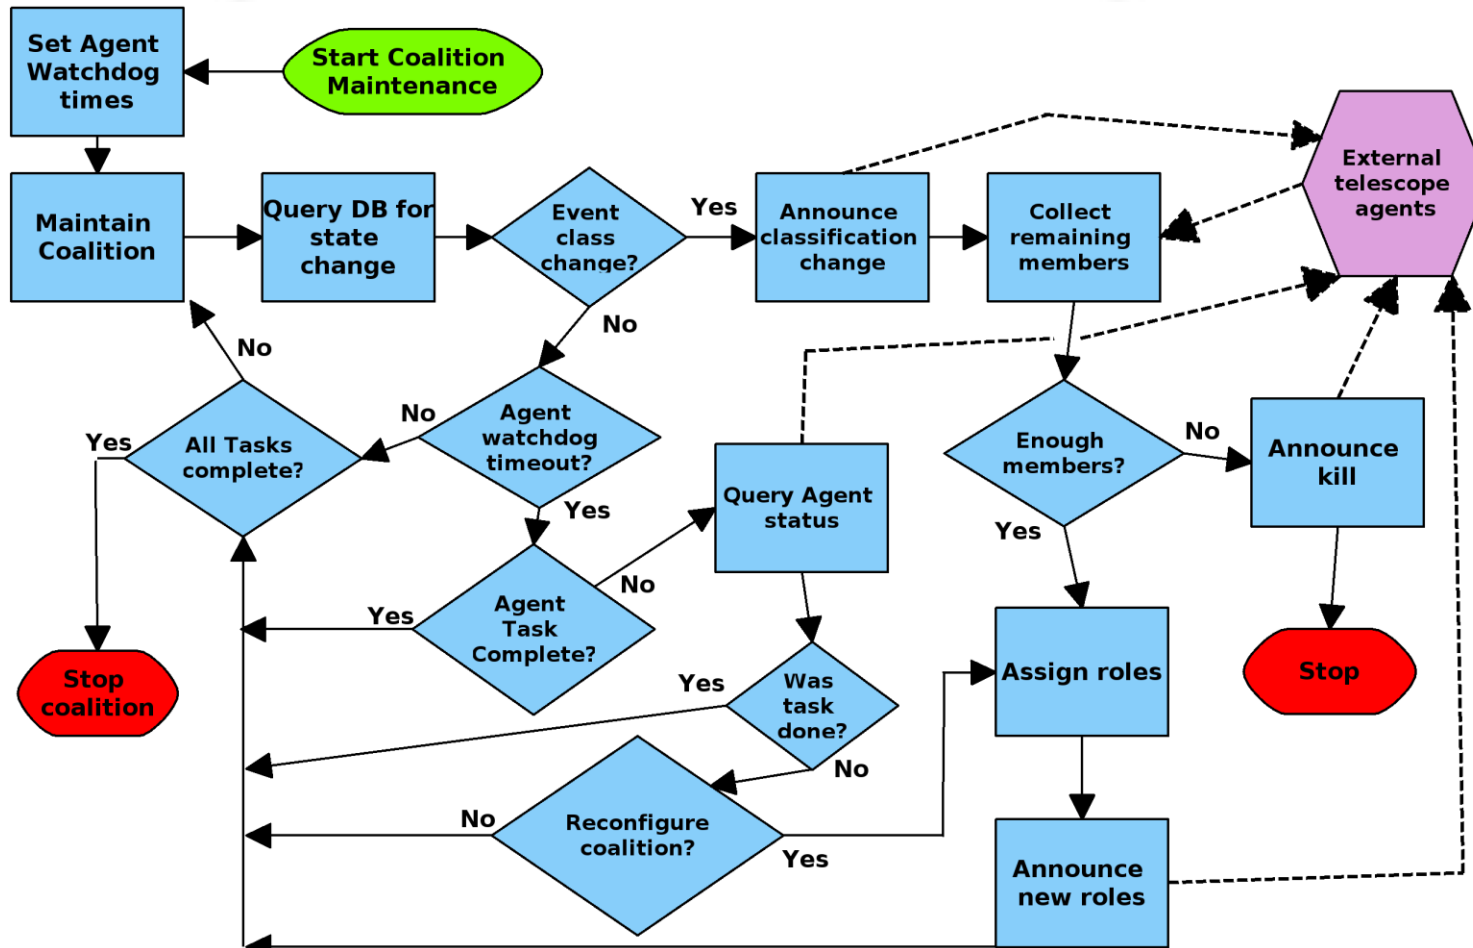 Set Agent
Watchdog
times
Start Coalition
Maintenance
External
telescope
agents
Maintain
Coalition
Query DB for
state
change
Event
class
change?
Yes
Announce
classification
change
Collect
remaining
members
No
No
All Tasks
complete?
Yes
No
Agent
watchdog
timeout?
Yes
Query Agent
status
Enough
members?
No
Announce
kill
Yes
Agent
Task
Complete?
No
Yes
Stop
coalition
Was
task
done?
Yes
No
Assign roles
Stop
Reconfigure
coalition?
No
Yes
Announce
new roles